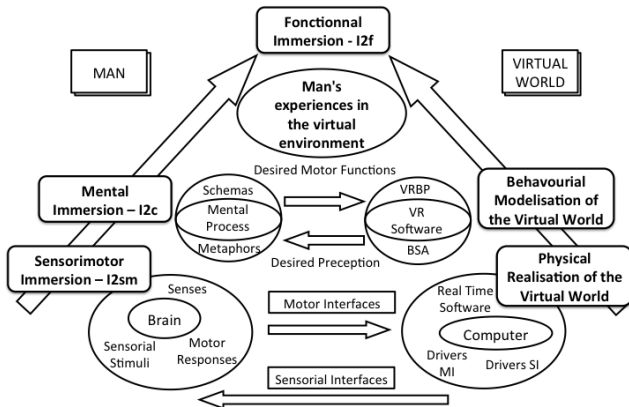 Fonctionnal
Immersion - I2f
MAN
VIRTUAL
WORLD
Man's
experiences in
the virtual
environment
Desired Motor Functions
Mental
Immersion – I2c
Schemas
Mental
Process
Metaphors
VRBP
VR
Software
BSA
Behavourial
Modelisation of
the Virtual World
Desired Preception
Sensorimotor
Immersion – I2sm
Physical
Realisation of the
Virtual World
Senses
Brain
Sensorial
Stimuli
Motor
Responses
Motor Interfaces
Real Time
Software
Computer
Drivers
MI
Drivers SI
Sensorial Interfaces